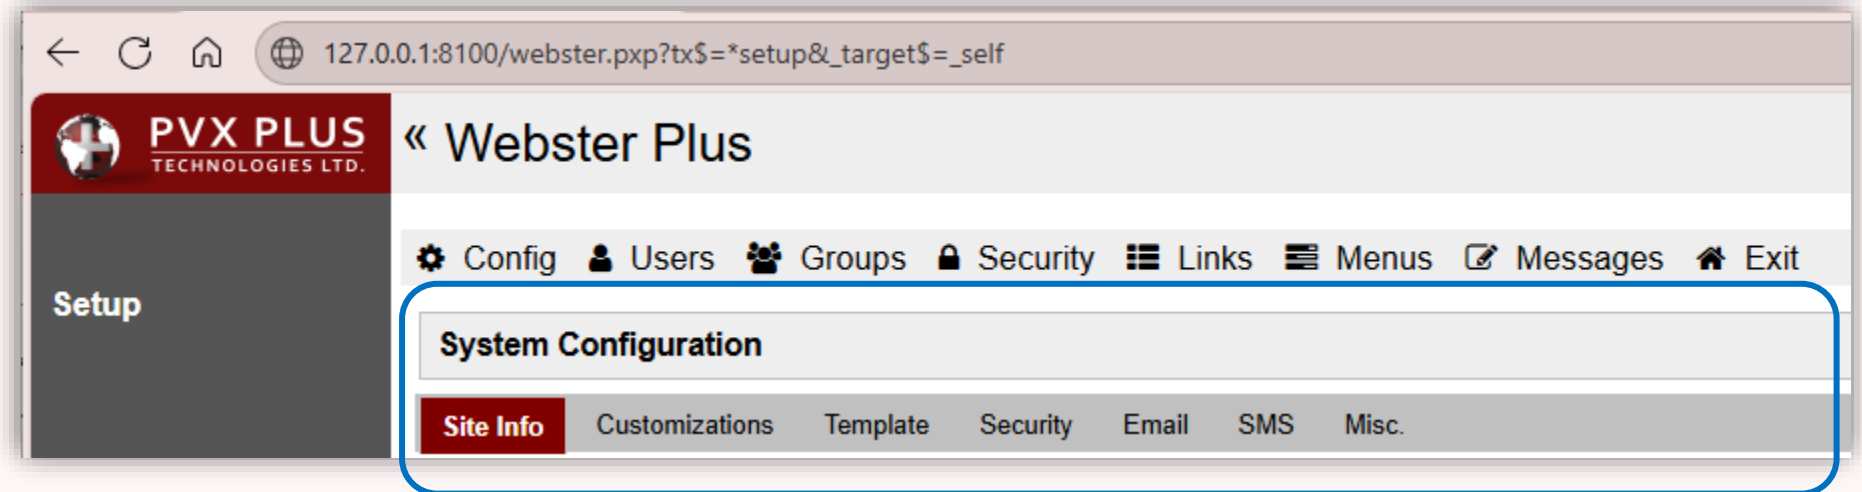 127.0.0.1:8100/webster.pxp?tx$=*setup&_target$=_self
PVX PLUS
TECHNOLOGIES LTD.
« Webster Plus
Config Users Groups Security Links Menus Messages Exit
Setup
System Configuration
Site Info Customizations Template Security Email SMS Misc.